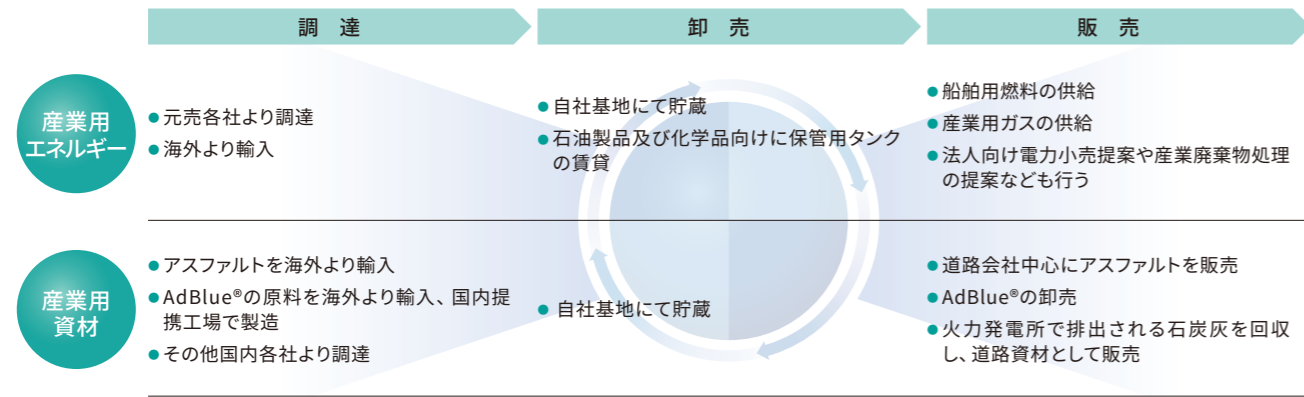 調 達
卸 売
販 売
産業用
エネルギー
●元売各社より調達
●海外より輸入
●自社基地にて貯蔵
●石油製品及び化学品向けに保管用タンク
の賃貸
●船舶用燃料の供給
●産業用ガスの供給
●法人向け電力小売提案や産業廃棄物処理
の提案なども行う
産業用
資材
●アスファルトを海外より輸入
●AdBlue®の原料を海外より輸入、国内提
携工場で製造
●その他国内各社より調達
●自社基地にて貯蔵
●道路会社中心にアスファルトを販売
●AdBlue®の卸売
●火力発電所で排出される石炭灰を回収
し、道路資材として販売